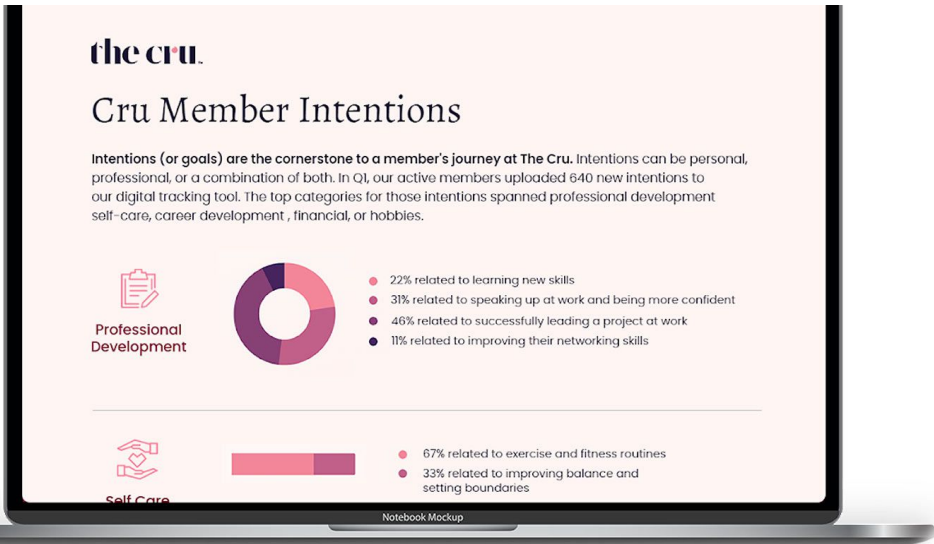 the cru.
Cru Member Intentions
Intentions (or goals) are the cornerstone to a member's journey at The Cru. Intentions can be personal,
professional, or a combination of both. In Q1, our active members uploaded 640 new intentions to
our digital tracking tool. The top categories for those intentions spanned professional development
self-care, career development , financial, or hobbies.
Professional
Development
22% related to learning new skills
31% related to speaking up at work and being more confident
46% related to successfully leading a project at work
11% related to improving their networking skills
Self Care
67% related to exercise and fitness routines
33% related to improving balance and
setting boundaries
Notebook Mockup